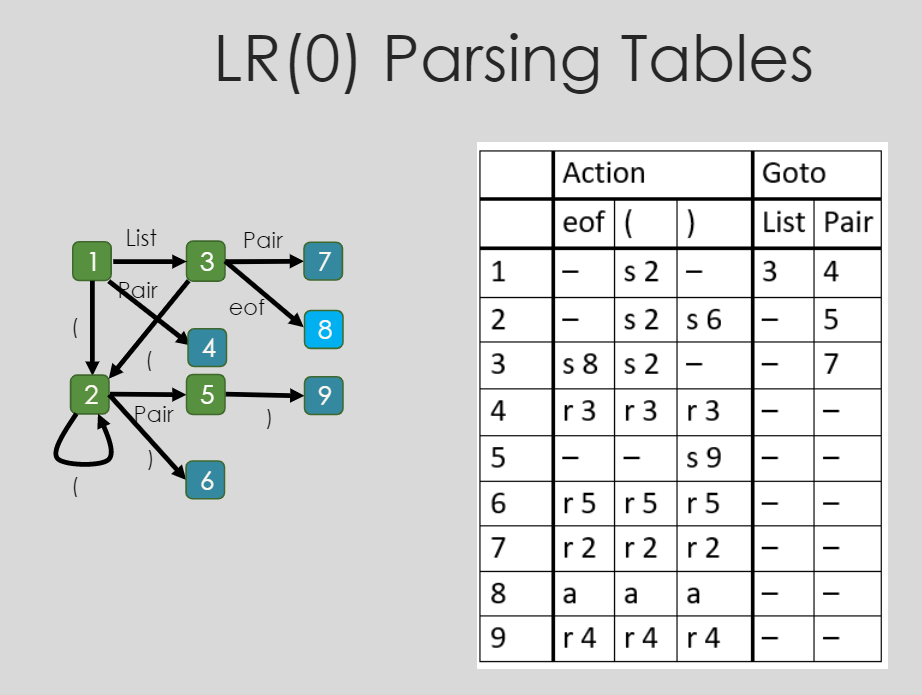 LR(0) Parsing Tables
List
Pair
1
3
7
Pair
eof
(
8
(
4
2
5
9
Pair
)
)
6
(
Action Goto
eof ( ) List Pair
1 – s 2 – 3 4
2 – s 2 s 6 – 5
3 s 8 s 2 – – 7
4 r 3 r 3 r 3 – –
5 – – s 9 – –
6 r 5 r 5 r 5 – –
7 r 2 r 2 r 2 – –
8 a a a – –
9 r 4 r 4 r 4 – –